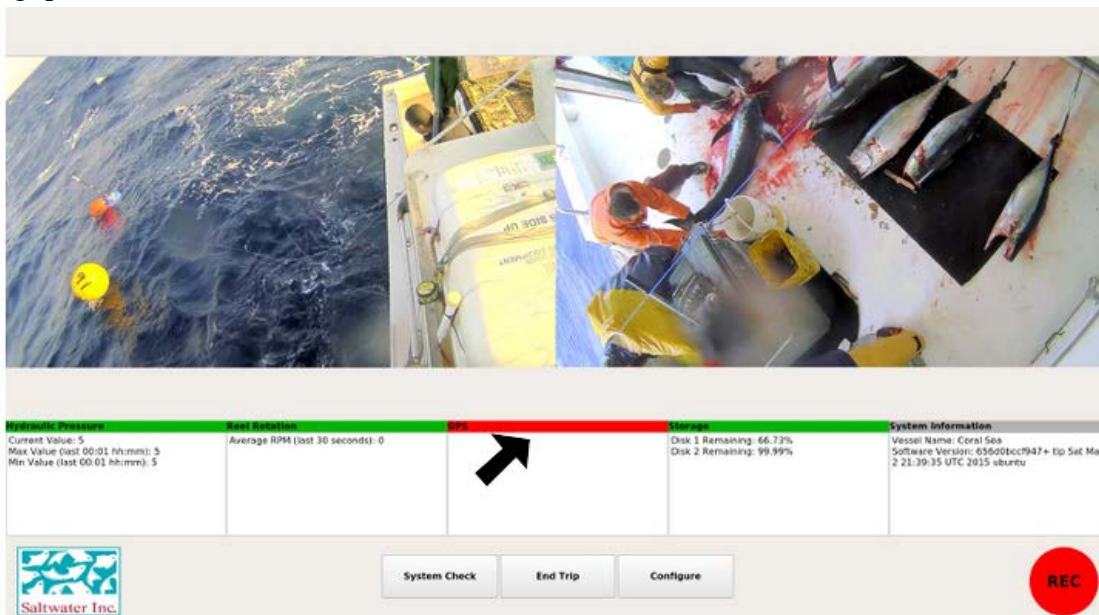 S SIDE UP
EQUIPMENT
Hydraulic Pressure
Current Value: 5
Max Value (last 00:01 hh:mm): 5
Min Value (last 00:01 hh:mm): 5
Reel Rotation
Average RPM (last 30 seconds): 0
GPS
Storage
Disk 1 Remaining: 66.73%
Disk 2 Remaining: 99.99%
System Information
Vessel Name: Coral Sea
Software Version: 656d0bccf947+ tip Sat Ma
2 21:39:35 UTC 2015 ubuntu
System Check
End Trip
Configure
REC
Saltwater Inc.